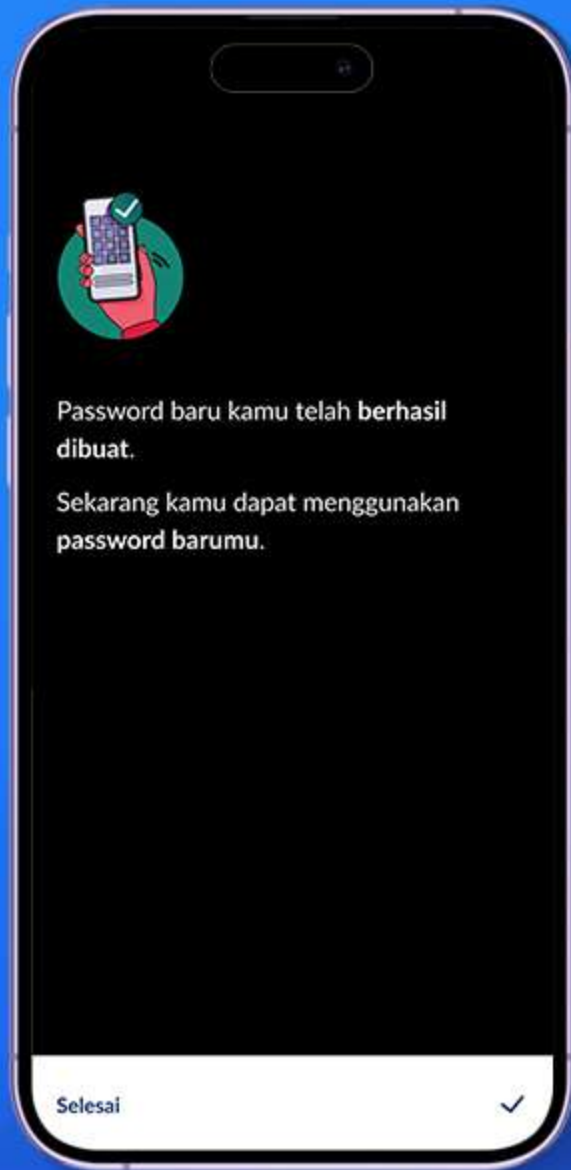 Password baru kamu telah berhasil
dibuat.
Sekarang kamu dapat menggunakan
password barumu.
Selesai